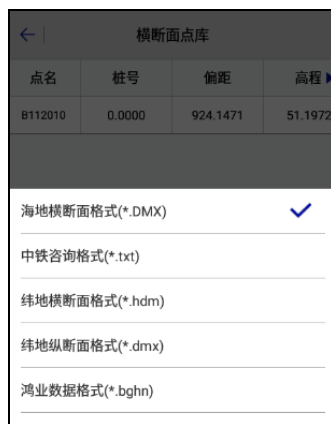 横断面点库
点名 桩号 偏距 高程
B112010 0.0000 924.1471 51.1972
海地横断面格式(*.DMX)
中铁咨询格式(*.txt)
纬地横断面格式(*.hdm)
纬地纵断面格式(*.dmx)
鸿业数据格式(*.bghn)